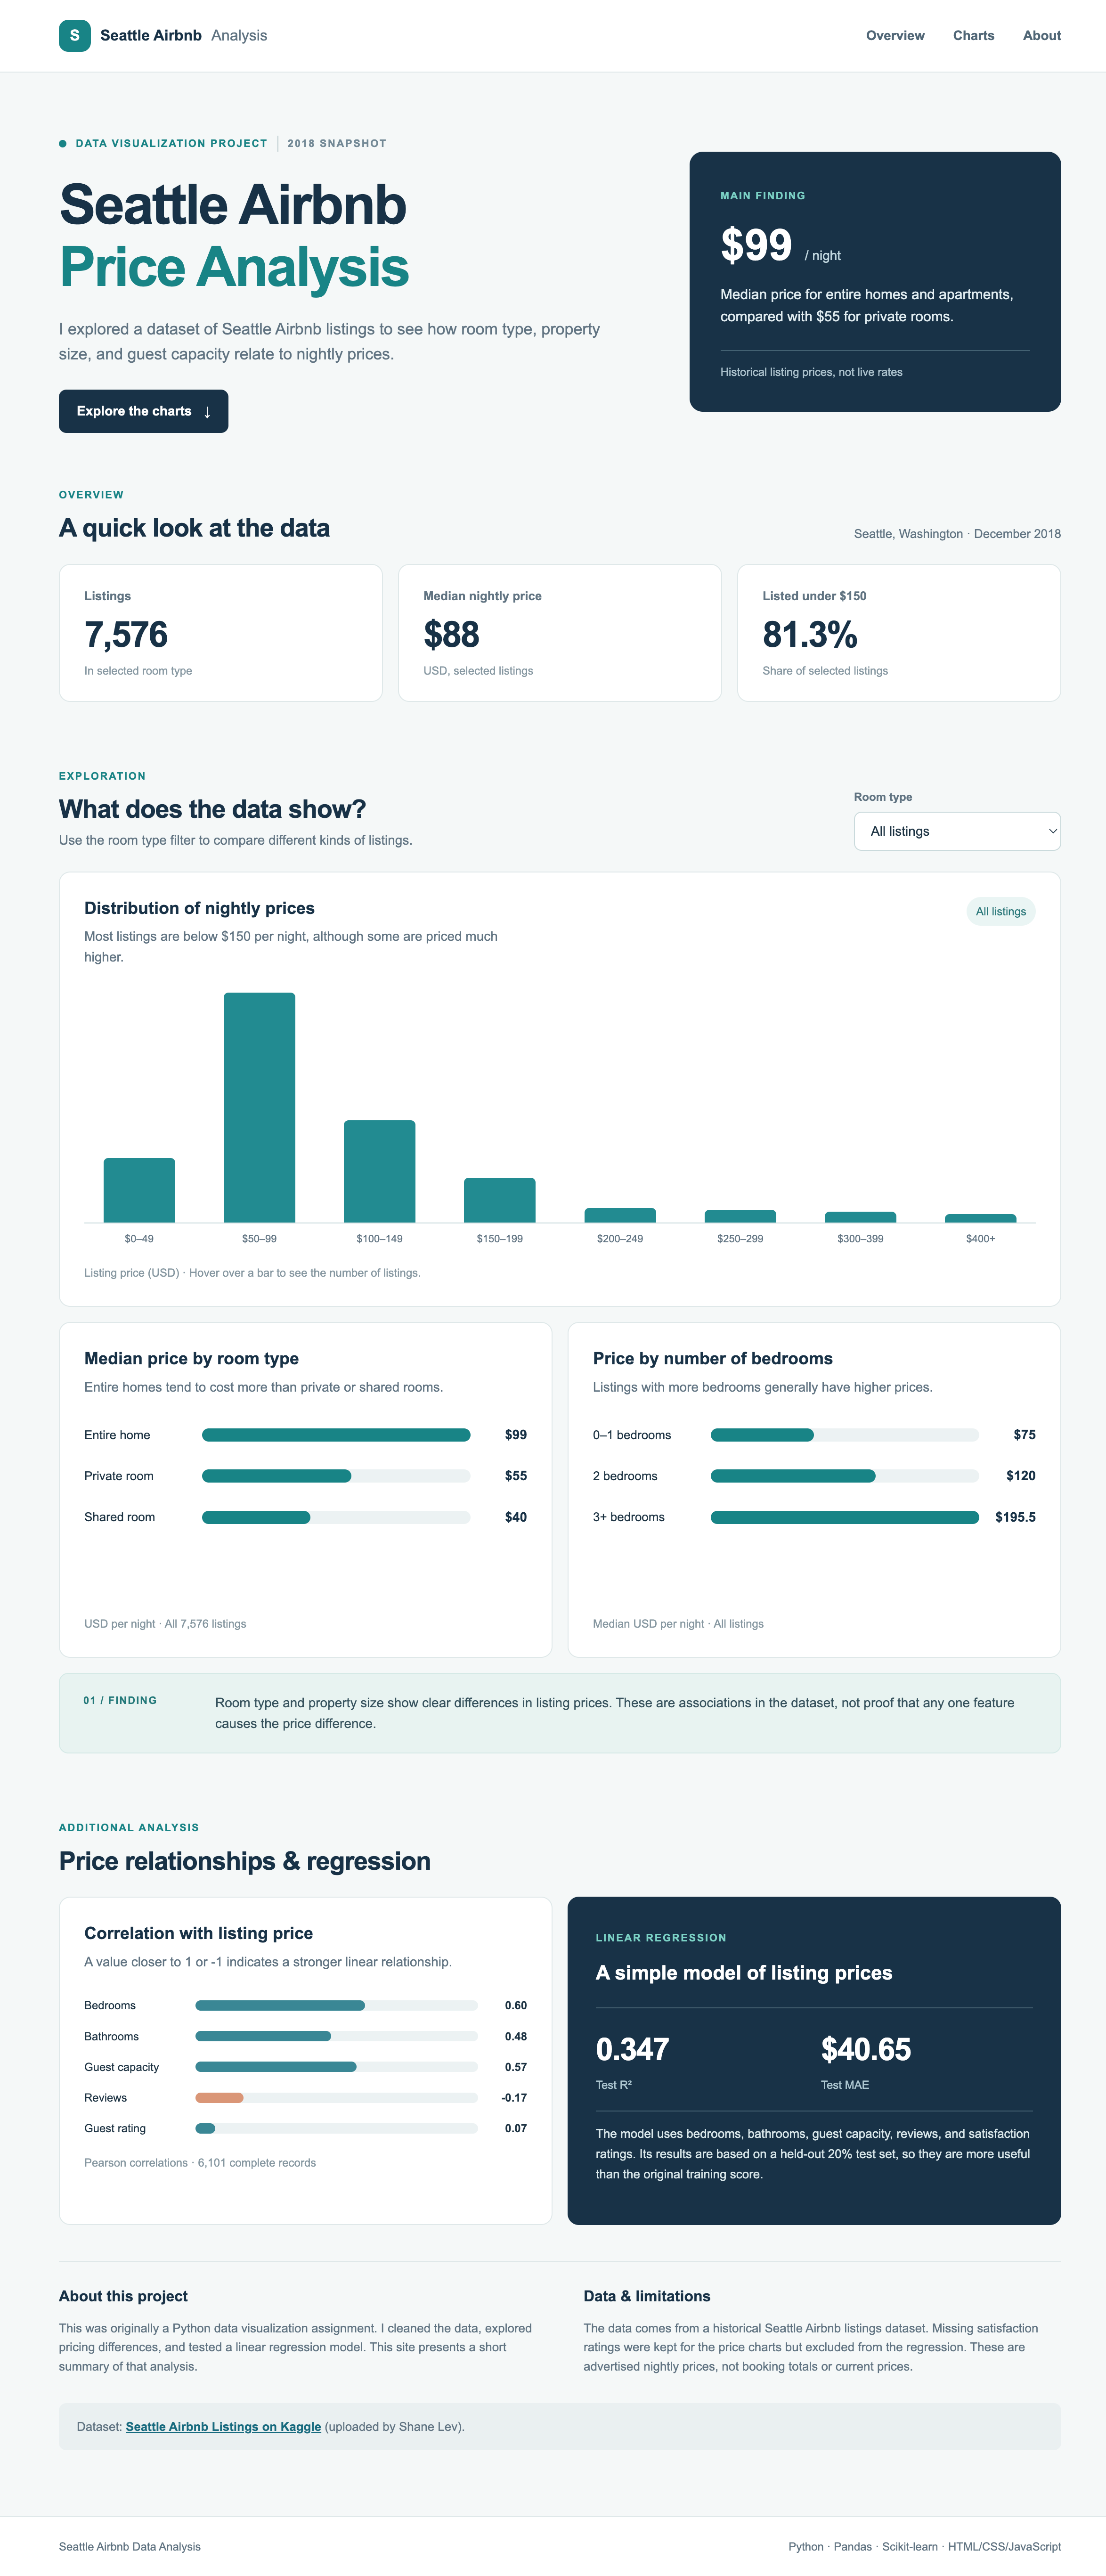 S Seattle Airbnb Analysis
Overview Charts About
DATA VISUALIZATION PROJECT 2018 SNAPSHOT
Seattle Airbnb
Price Analysis
I explored a dataset of Seattle Airbnb listings to see how room type, property
size, and guest capacity relate to nightly prices.
Explore the charts ↓
MAIN FINDING
$99 / night
Median price for entire homes and apartments,
compared with $55 for private rooms.
Historical listing prices, not live rates
OVERVIEW
A quick look at the data
Seattle, Washington · December 2018
Listings
7,576
In selected room type
Median nightly price
$88
USD, selected listings
Listed under $150
81.3%
Share of selected listings
EXPLORATION
What does the data show?
Use the room type filter to compare different kinds of listings.
Room type
All listings
Distribution of nightly prices
All listings
Most listings are below $150 per night, although some are priced much
higher.
$0–49 $50–99 $100–149 $150–199 $200–249 $250–299 $300–399 $400+
Listing price (USD) · Hover over a bar to see the number of listings.
Median price by room type
Entire homes tend to cost more than private or shared rooms.
Entire home $99
Private room $55
Shared room $40
USD per night · All 7,576 listings
Price by number of bedrooms
Listings with more bedrooms generally have higher prices.
0–1 bedrooms $75
2 bedrooms $120
3+ bedrooms $195.5
Median USD per night · All listings
01 / FINDING
Room type and property size show clear differences in listing prices. These are associations in the dataset, not proof that any one feature
causes the price difference.
ADDITIONAL ANALYSIS
Price relationships & regression
Correlation with listing price
A value closer to 1 or -1 indicates a stronger linear relationship.
Bedrooms 0.60
Bathrooms 0.48
Guest capacity 0.57
Reviews -0.17
Guest rating 0.07
Pearson correlations · 6,101 complete records
LINEAR REGRESSION
A simple model of listing prices
0.347 $40.65
Test R² Test MAE
The model uses bedrooms, bathrooms, guest capacity, reviews, and satisfaction
ratings. Its results are based on a held-out 20% test set, so they are more useful
than the original training score.
About this project
This was originally a Python data visualization assignment. I cleaned the data, explored
pricing differences, and tested a linear regression model. This site presents a short
summary of that analysis.
Data & limitations
The data comes from a historical Seattle Airbnb listings dataset. Missing satisfaction
ratings were kept for the price charts but excluded from the regression. These are
advertised nightly prices, not booking totals or current prices.
Dataset: Seattle Airbnb Listings on Kaggle (uploaded by Shane Lev).
Seattle Airbnb Data Analysis
Python · Pandas · Scikit-learn · HTML/CSS/JavaScript